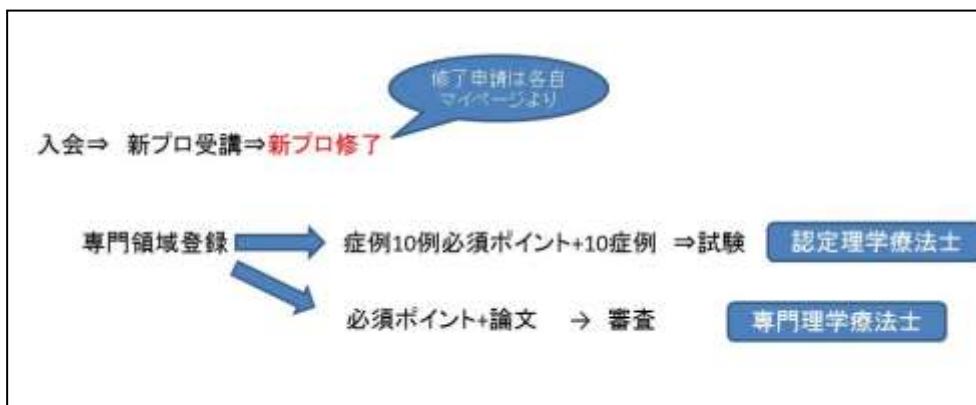 修了申請は各自
マイページより
入会⇒ 新プロ受講⇒新プロ修了
専門領域登録 症例10例必須ポイント+10症例 ⇒試験 認定理学療法士
必須ポイント+論文 → 審査 専門理学療法士